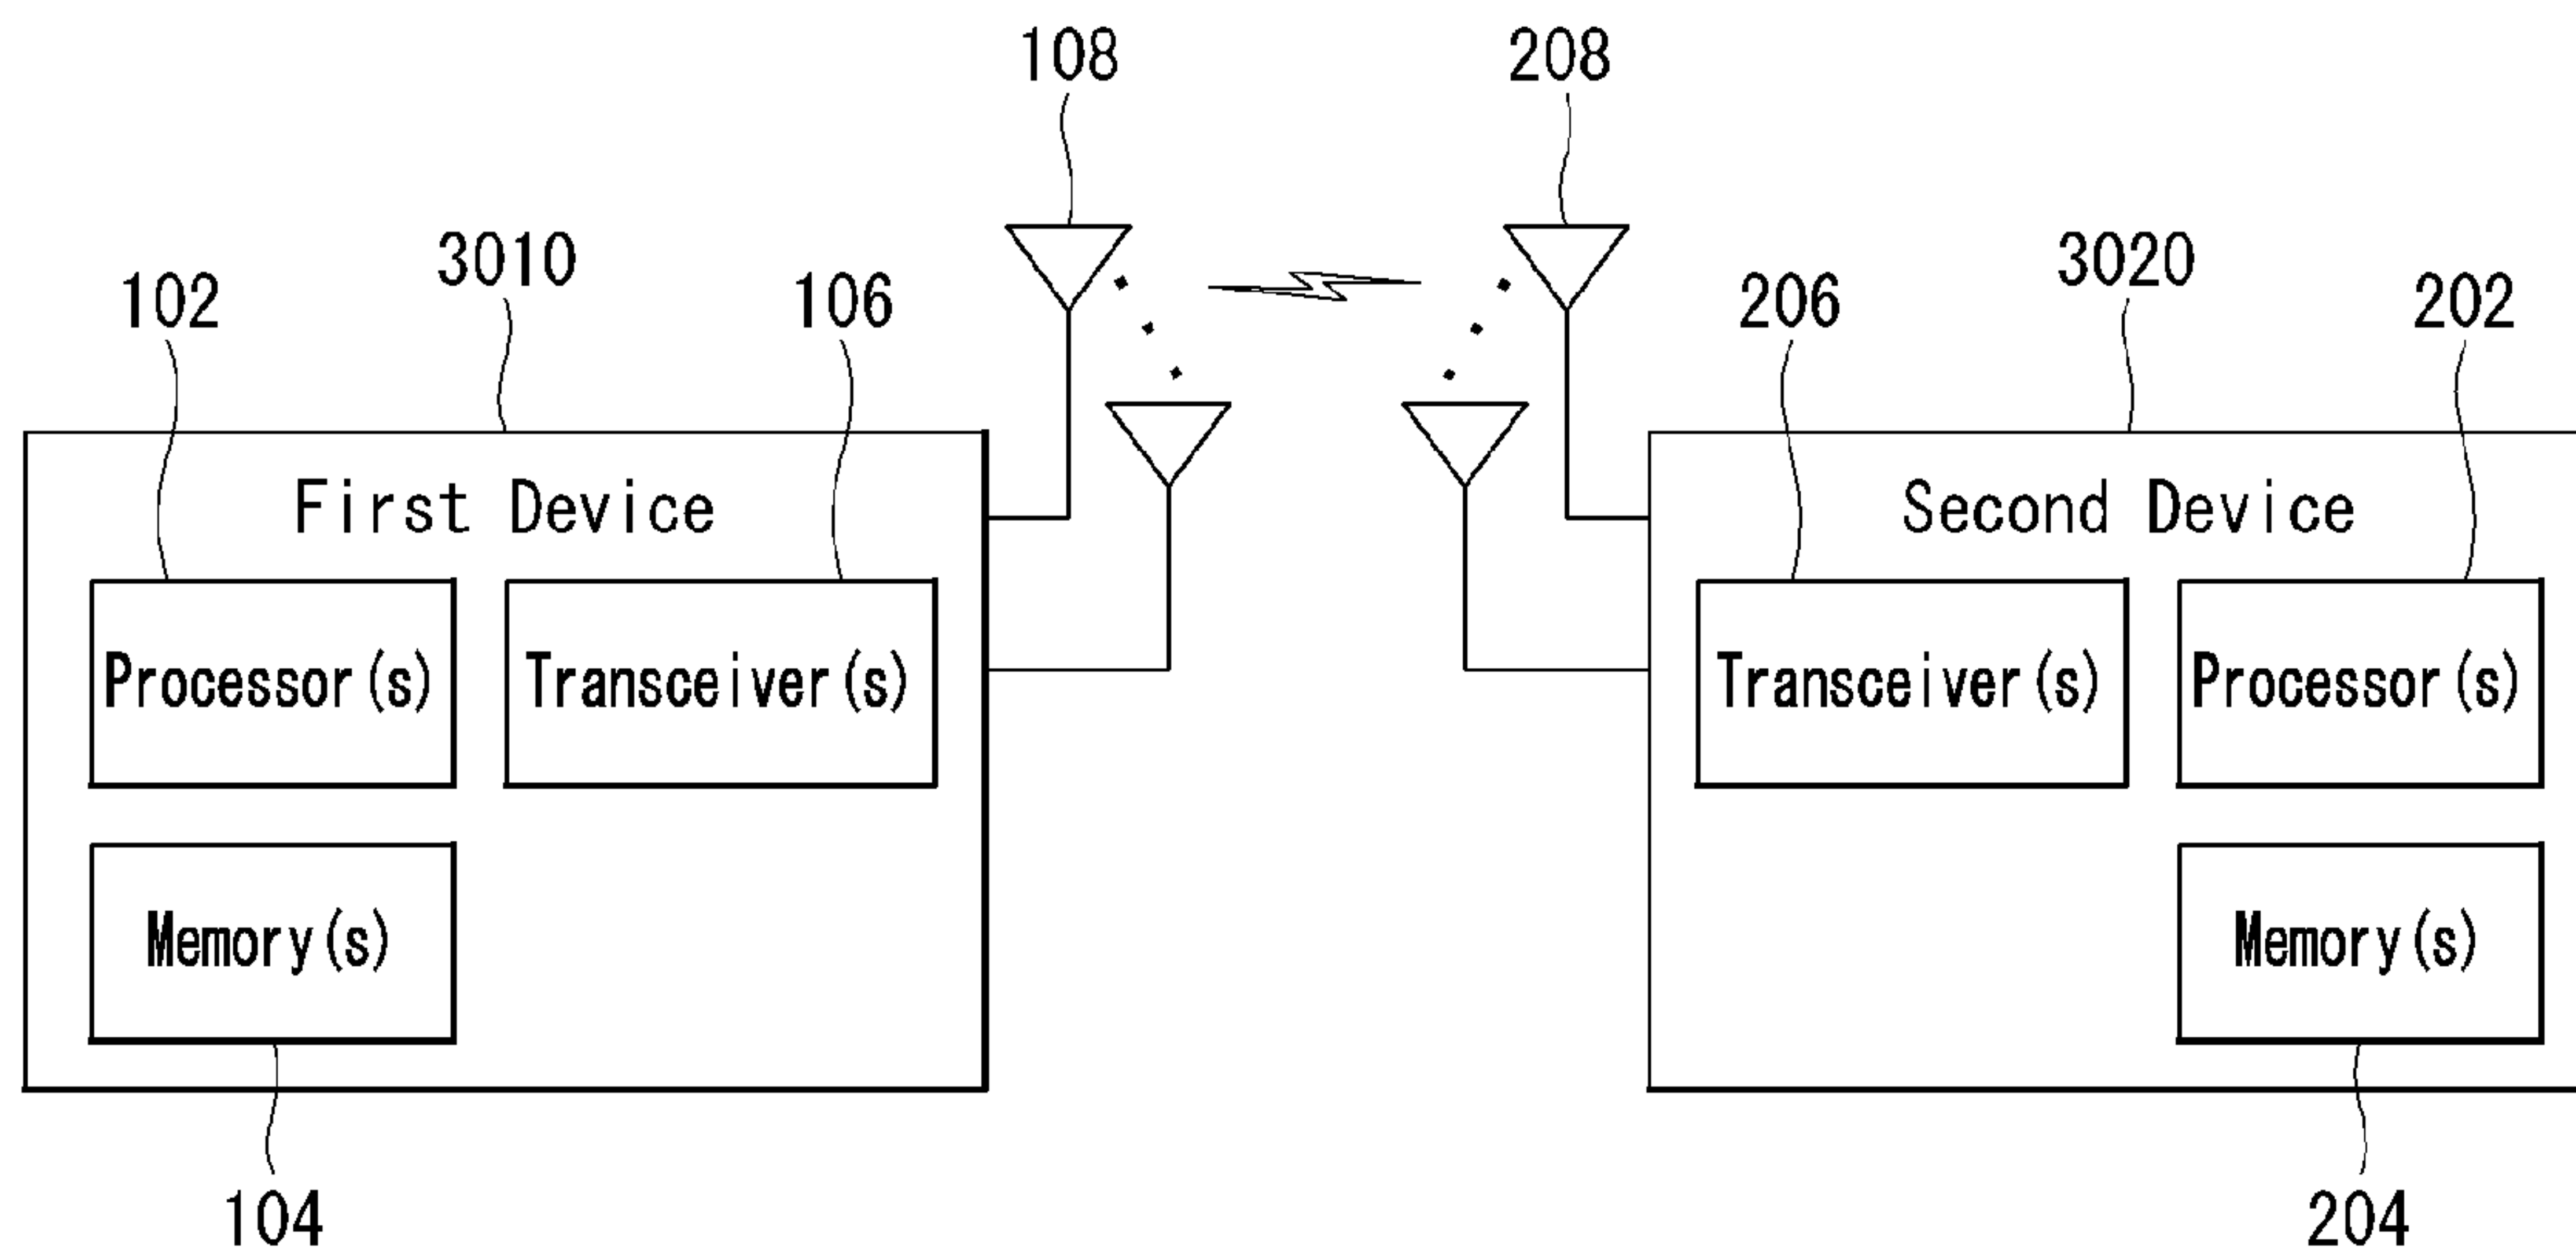 108
208
3010
3020
102
106
206
202
First Device
Second Device
Processor(s)
Transceiver(s)
Transceiver(s)
Processor(s)
Memory(s)
Memory(s)
104
204